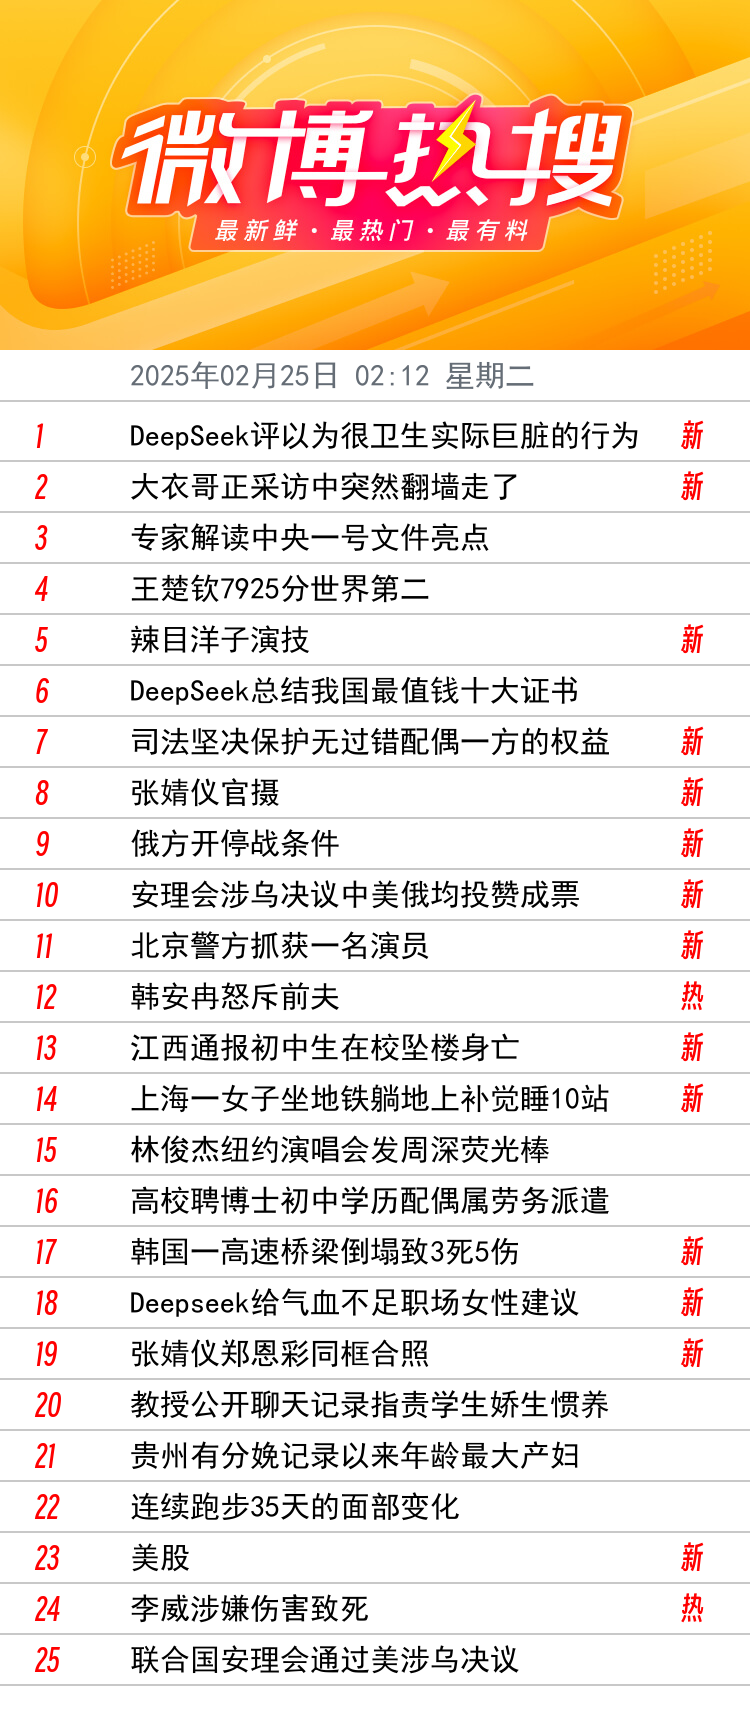 微博热搜
最新鲜·最热门·最有料
2025年02月25日 02:12 星期二
1 DeepSeek评以为很卫生实际巨脏的行为 新
2 大衣哥正采访中突然翻墙走了 新
3 专家解读中央一号文件亮点
4 王楚钦7925分世界第二
5 辣目洋子演技 新
6 DeepSeek总结我国最值钱十大证书
7 司法坚决保护无过错配偶一方的权益 新
8 张婧仪官摄 新
9 俄方开停战条件 新
10 安理会涉乌决议中美俄均投赞成票 新
11 北京警方抓获一名演员 新
12 韩安冉怒斥前夫 热
13 江西通报初中生在校坠楼身亡 新
14 上海一女子坐地铁躺地上补觉睡10站 新
15 林俊杰纽约演唱会发周深荧光棒
16 高校聘博士初中学历配偶属劳务派遣
17 韩国一高速桥梁倒塌致3死5伤 新
18 Deepseek给气血不足职场女性建议 新
19 张婧仪郑恩彩同框合照 新
20 教授公开聊天记录指责学生娇生惯养
21 贵州有分娩记录以来年龄最大产妇
22 连续跑步35天的面部变化
23 美股 新
24 李威涉嫌伤害致死 热
25 联合国安理会通过美涉乌决议